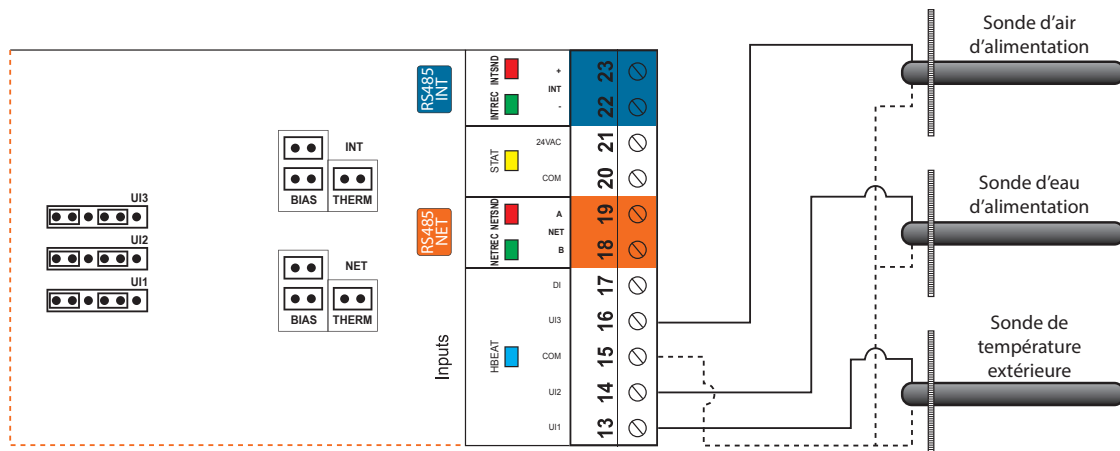 UI3
UI2
UI1
INT
BIAS
THERM
NET
BIAS
THERM
RS485
INT
RS485
NET
Inputs
INTREC INTSND
STAT
NETREC NETSND
HBEAT
+
INT
-
24VAC
COM
A
NET
B
DI
UI3
COM
UI2
UI1
23
22
21
20
19
18
17
16
15
14
13
Sonde d’air
d’alimentation
Sonde d’eau
d’alimentation
Sonde de
température
extérieure